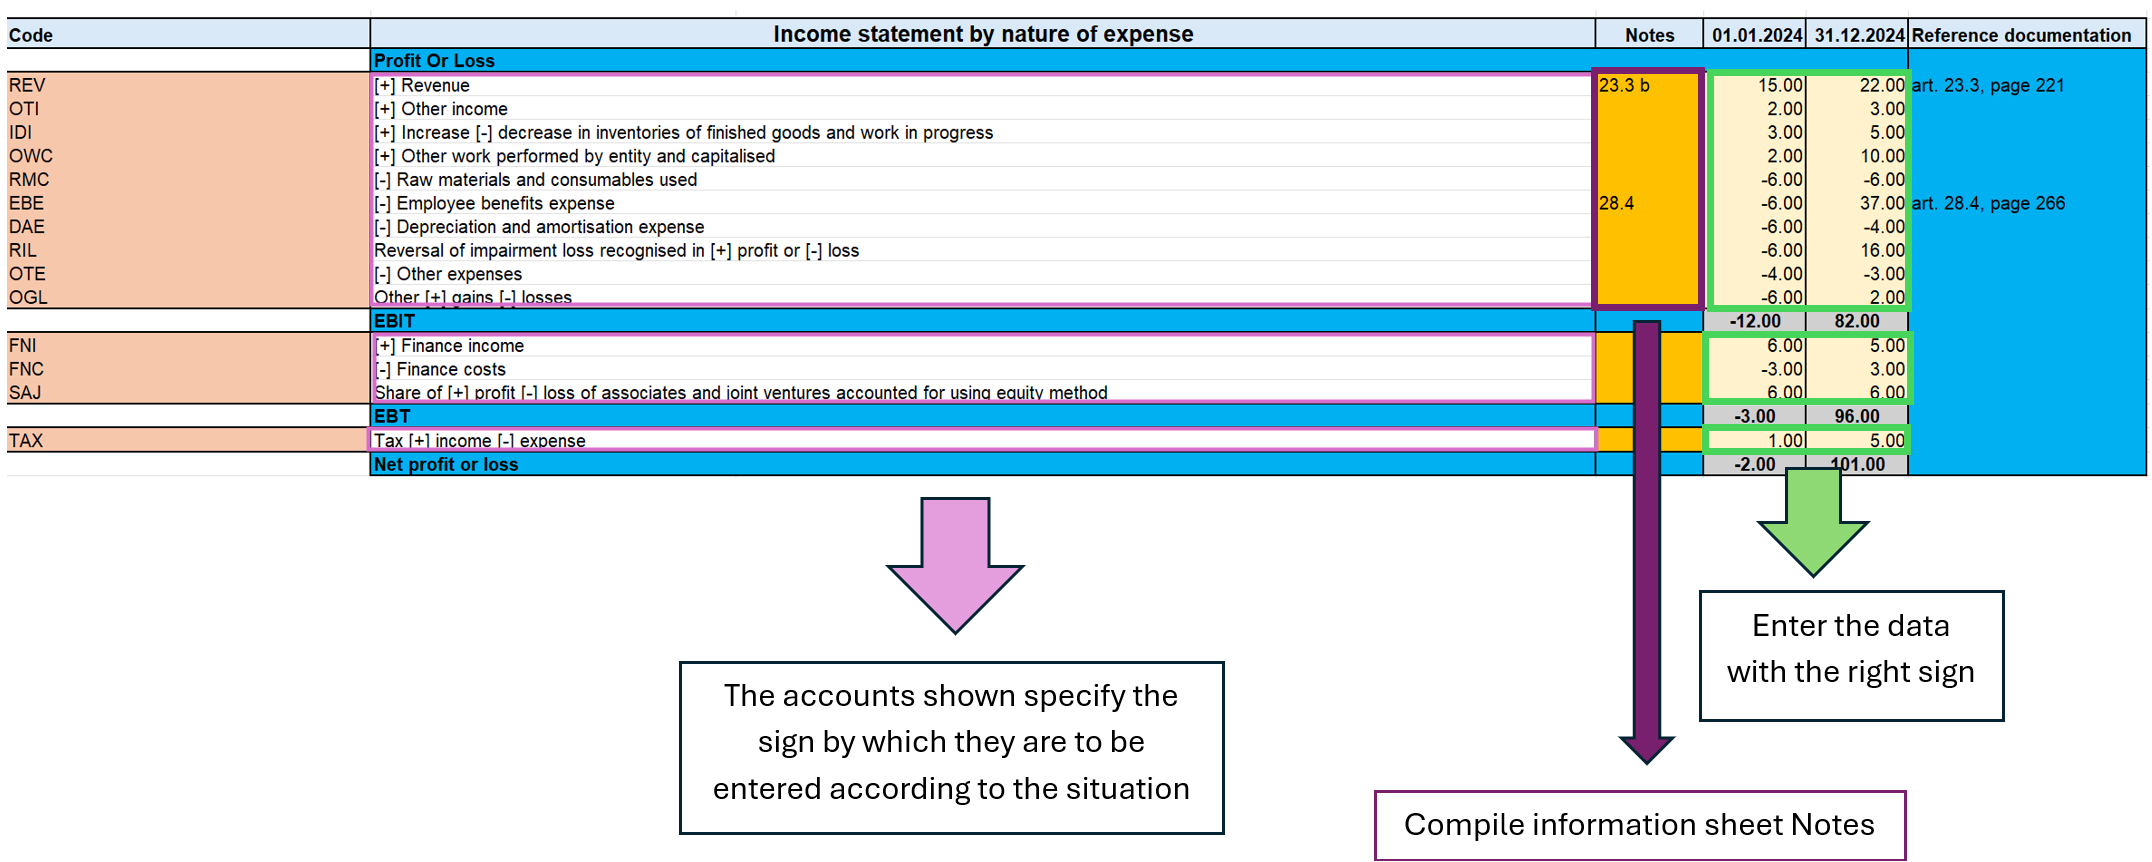 Code Income statement by nature of expense Notes 01.01.2024 31.12.2024 Reference documentation
Profit Or Loss
REV [+] Revenue 23.3 b 15.00 22.00 art. 23.3, page 221
OTI [+] Other income 2.00 3.00
IDI [+] Increase [-] decrease in inventories of finished goods and work in progress 3.00 5.00
OWC [+] Other work performed by entity and capitalised 2.00 10.00
RMC [-] Raw materials and consumables used -6.00 -6.00
EBE [-] Employee benefits expense 28.4 -6.00 37.00 art. 28.4, page 266
DAE [-] Depreciation and amortisation expense -6.00 -4.00
RIL Reversal of impairment loss recognised in [+] profit or [-] loss -6.00 16.00
OTE [-] Other expenses -4.00 -3.00
OGL Other [+] gains [-] losses -6.00 2.00
EBIT -12.00 82.00
FNI [+] Finance income 6.00 5.00
FNC [-] Finance costs -3.00 3.00
SAJ Share of [+] profit [-] loss of associates and joint ventures accounted for using equity method 6.00 6.00
EBT -3.00 96.00
TAX Tax [+] income [-] expense 1.00 5.00
Net profit or loss -2.00 101.00
The accounts shown specify the
sign by which they are to be
entered according to the situation
Enter the data
with the right sign
Compile information sheet Notes